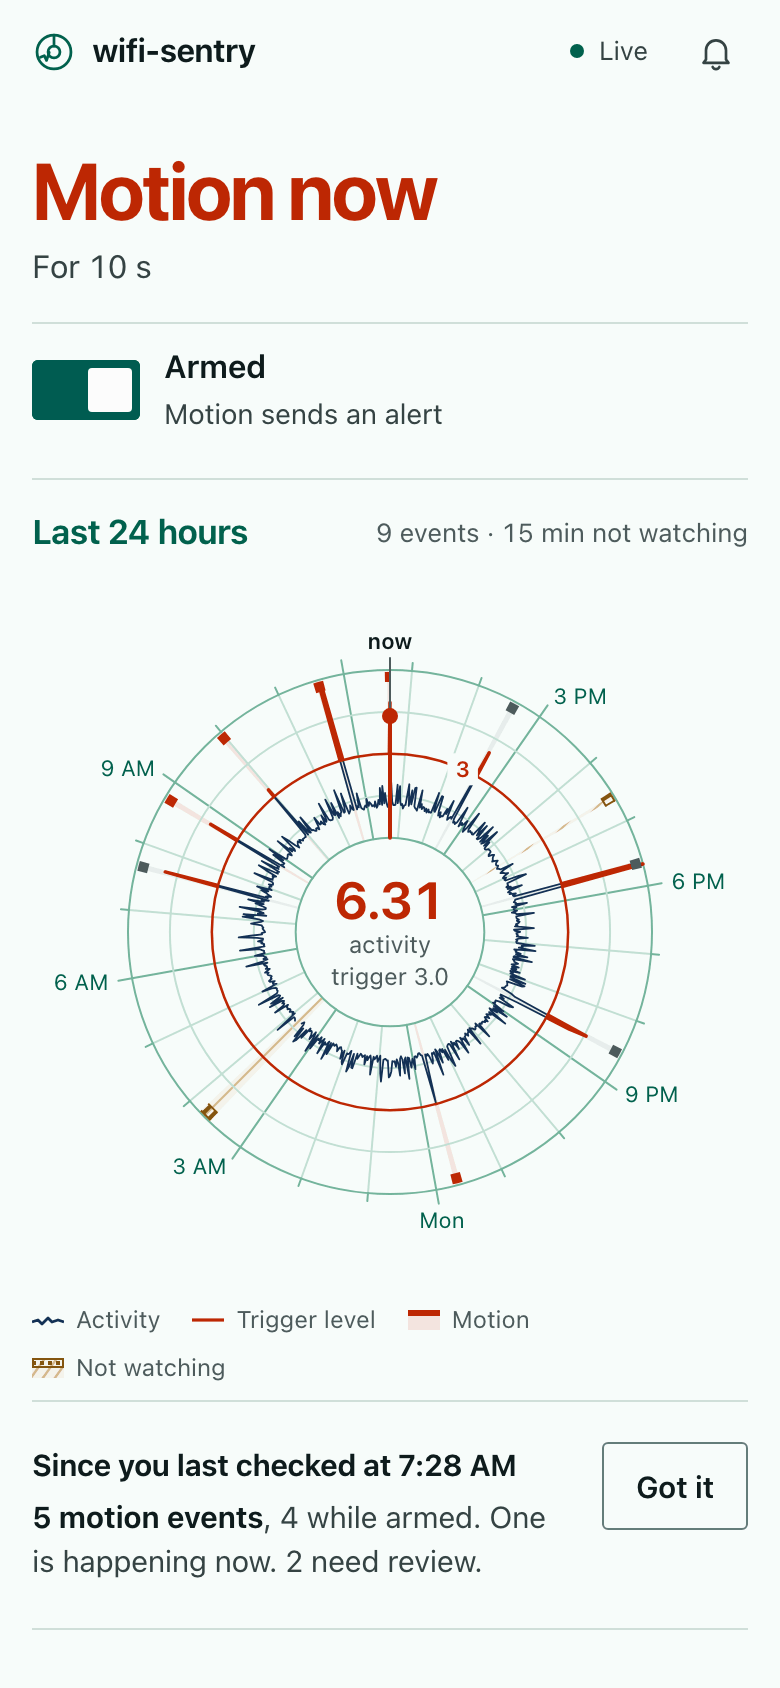 wifi-sentry
Live
Motion now
For 10 s
Armed
Motion sends an alert
Last 24 hours
9 events · 15 min not watching
now
3 PM
9 AM
3
6 PM
6.31
activity
trigger 3.0
6 AM
9 PM
3 AM
Mon
Activity
Trigger level
Motion
Not watching
Since you last checked at 7:28 AM
Got it
5 motion events, 4 while armed. One
is happening now. 2 need review.